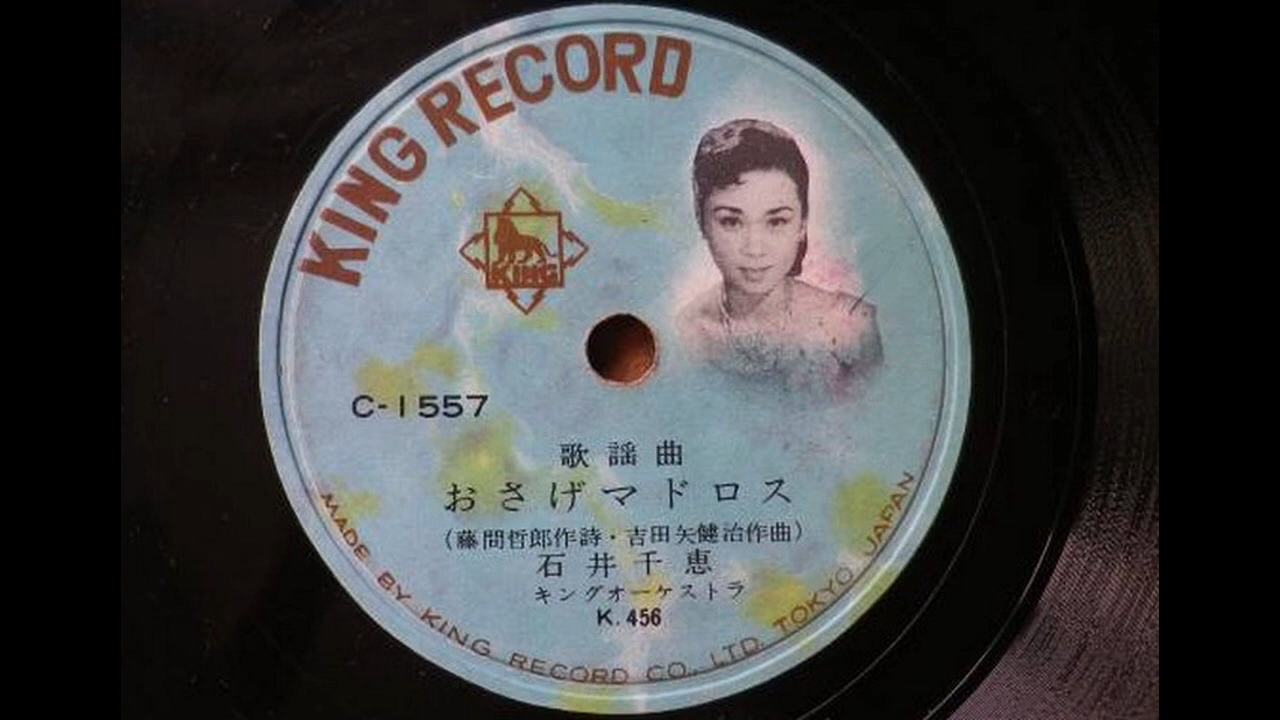 KING RECORD
KING
C-1557
歌謡曲
おさげマドロス
(藤間哲郎作詩・吉田矢健治作曲)
石井千恵
キングオーケストラ
K.456
MADE BY KING RECORD CO., LTD. TOKYO JAPAN